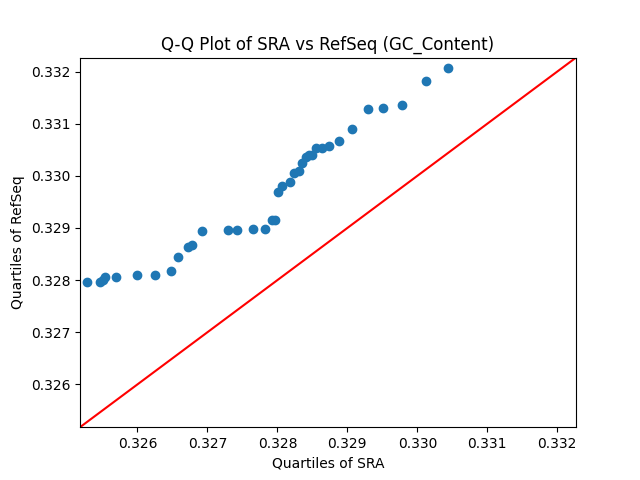 Q-Q Plot of SRA vs RefSeq (GC_Content)
0.332
0.331
0.330
0.329
0.328
0.327
0.326
Quartiles of RefSeq
0.326 0.327 0.328 0.329 0.330 0.331 0.332
Quartiles of SRA